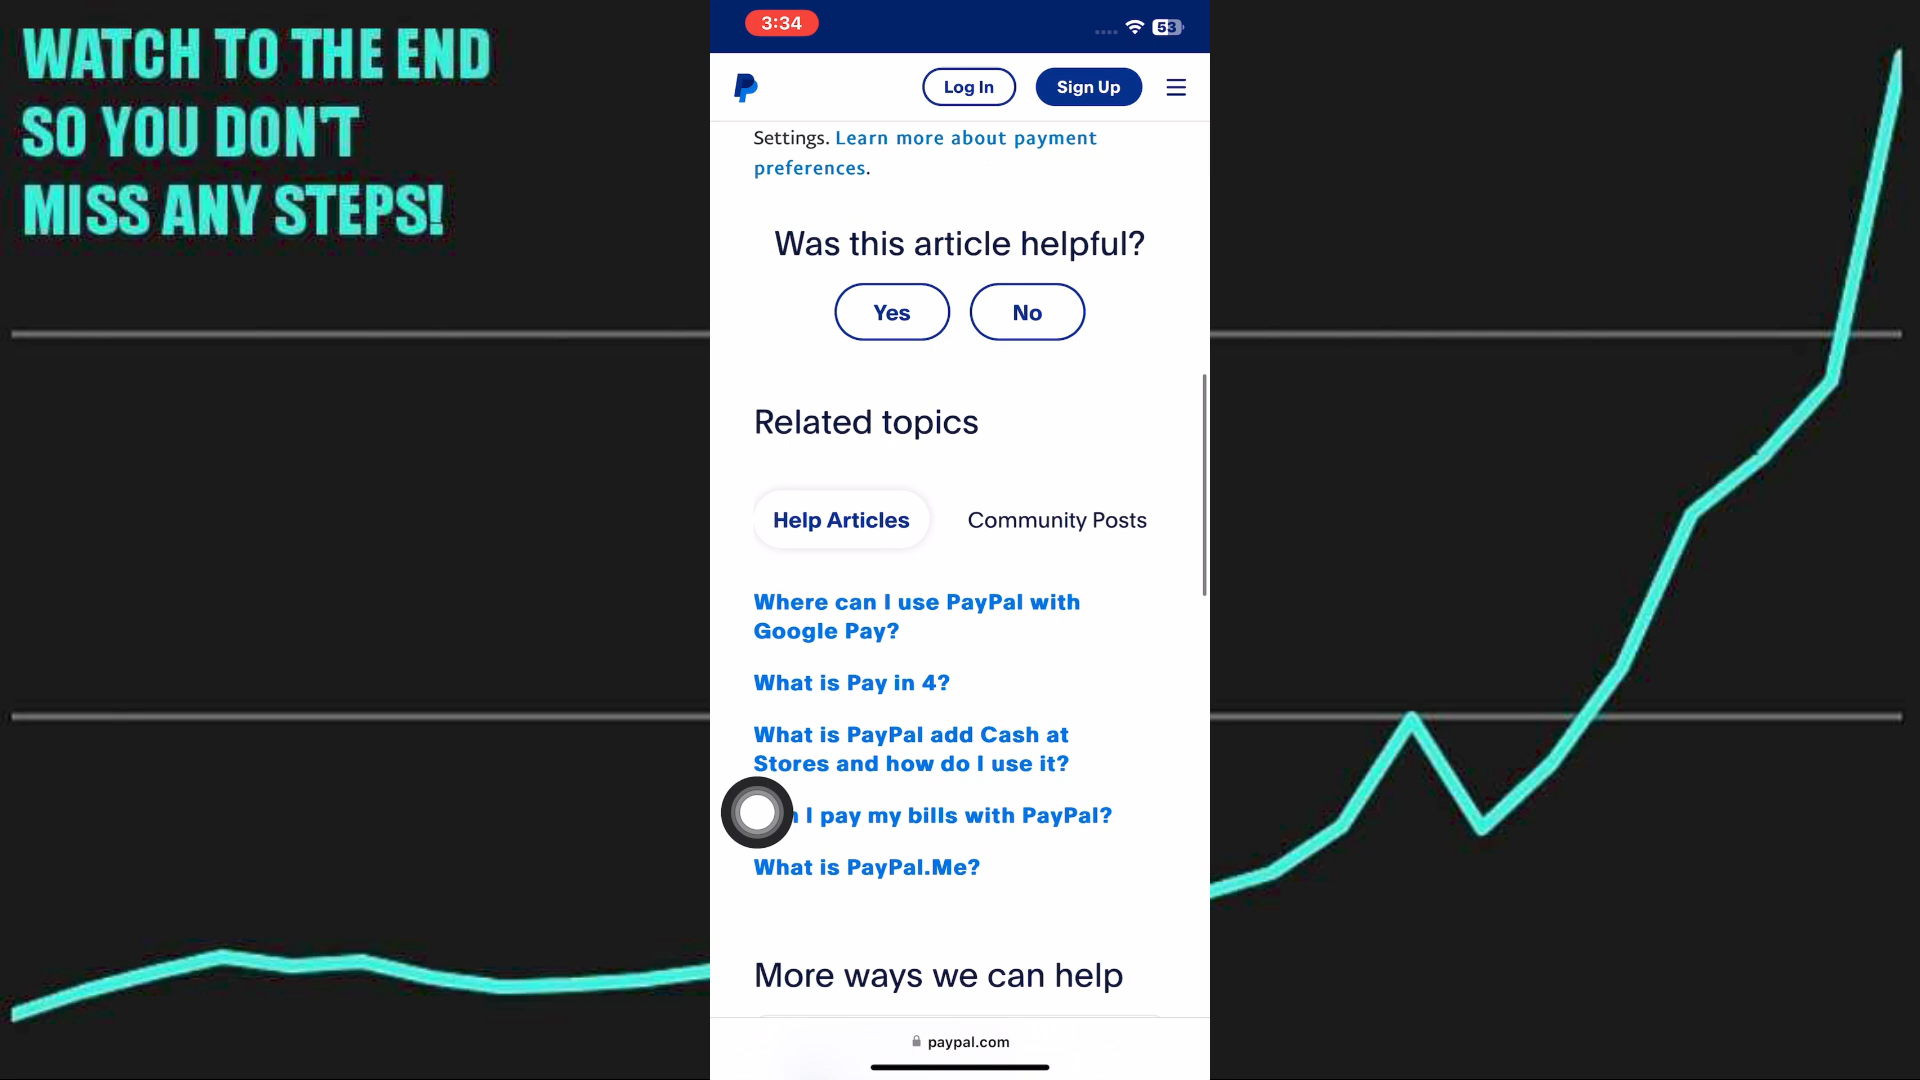 WATCH TO THE END
SO YOU DON'T
MISS ANY STEPS!
3:34
53
Log In
Sign Up
Settings. Learn more about payment
preferences.
Was this article helpful?
Yes
No
Related topics
Help Articles
Community Posts
Where can I use PayPal with
Google Pay?
What is Pay in 4?
What is PayPal add Cash at
Stores and how do I use it?
I pay my bills with PayPal?
What is PayPal.Me?
More ways we can help
paypal.com